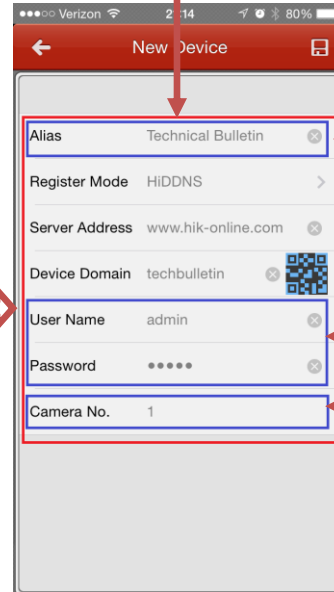 Verizon 80%
New Device
Alias Technical Bulletin
Register Mode HiDDNS
Server Address www.hik-online.com
Device Domain techbulletin
User Name admin
Password •••••
Camera No. 1